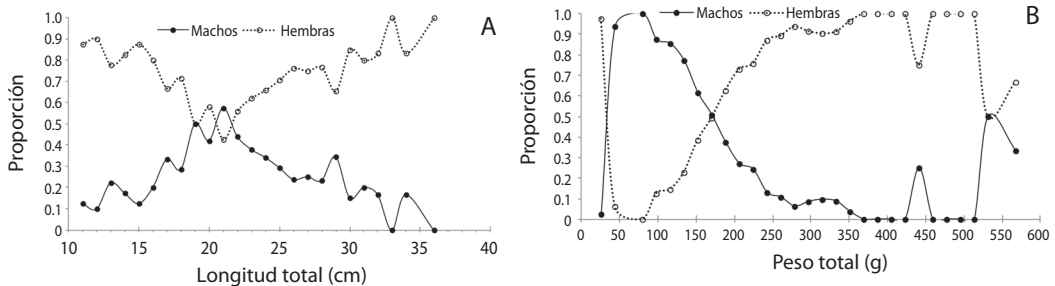 Machos Hembras
A
1.0
0.9
0.8
0.7
0.6
0.5
0.4
0.3
0.2
0.1
0
Proporción
11 15 20 25 30 35 40
Longitud total (cm)
Machos Hembras
B
1.0
0.9
0.8
0.7
0.6
0.5
0.4
0.3
0.2
0.1
0
Proporción
0 50 100 150 200 250 300 350 400 450 500 550 600
Peso total (g)